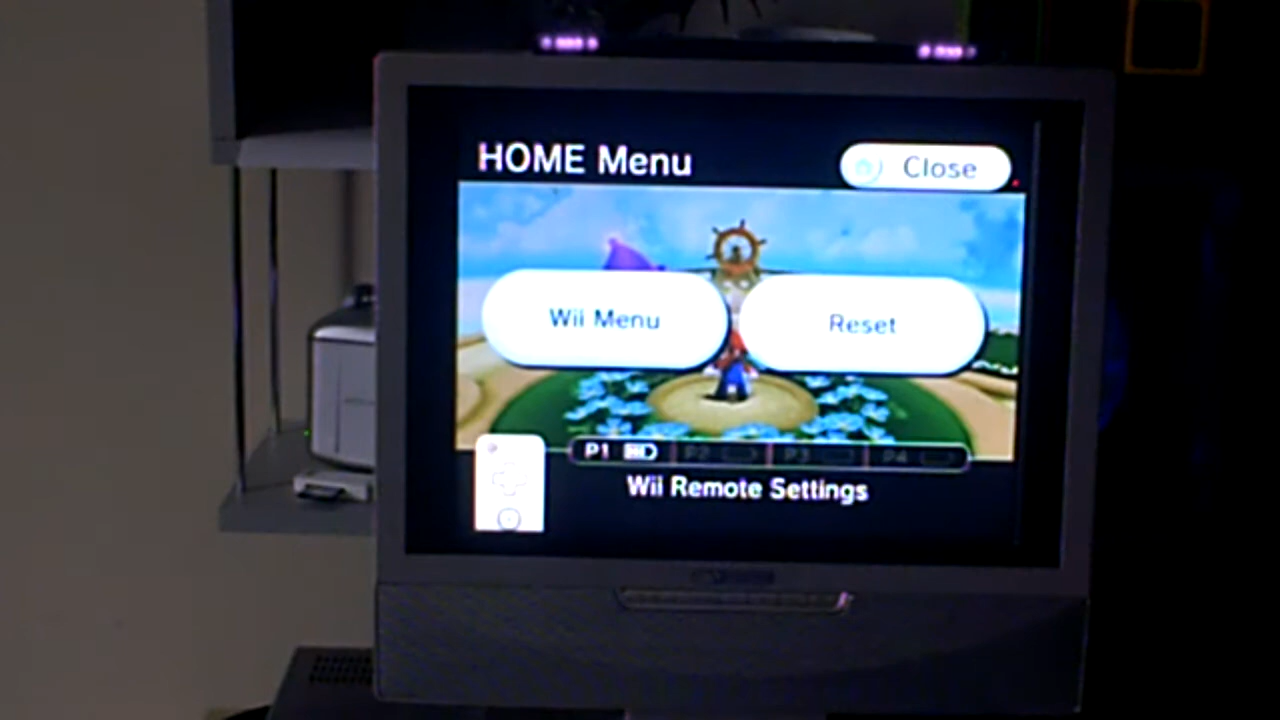 HOME Menu
Close
Wii Menu
Reset
P1 P2 P3 P4
Wii Remote Settings